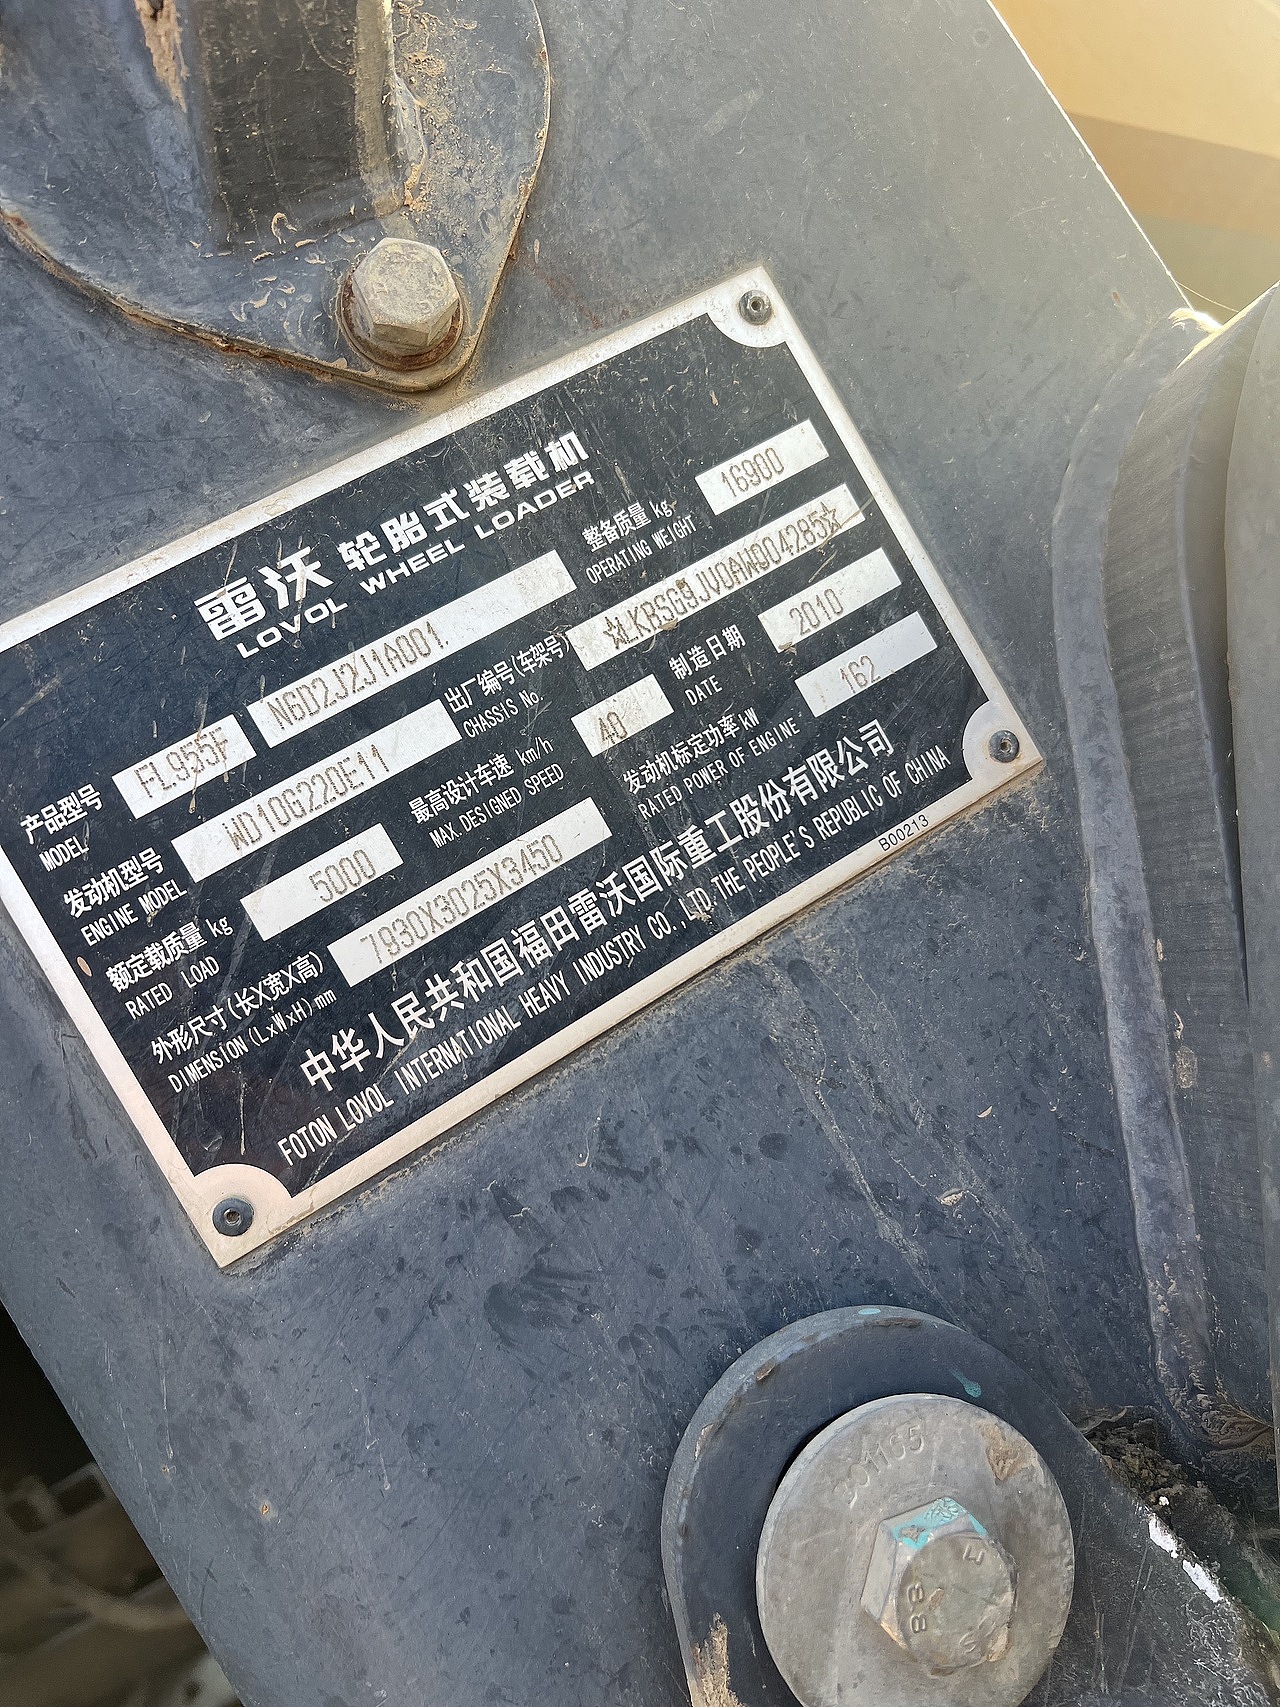 雷沃 轮胎式装载机
LOVOL WHEEL LOADER
产品型号 MODEL FL955F N6D2J2J1A001
整备质量 kg OPERATING WEIGHT 16900
发动机型号 ENGINE MODEL WD10G220E11
出厂编号(车架号) CHASSIS No.
额定载质量 kg RATED LOAD 5000
最高设计车速 km/h MAX.DESIGNED SPEED 40
制造日期 DATE 2010
外形尺寸(长X宽X高) DIMENSION(LxWxH)mm 7930X3025X3450
发动机标定功率kW RATED POWER OF ENGINE 162
中华人民共和国福田雷沃国际重工股份有限公司
FOTON LOVOL INTERNATIONAL HEAVY INDUSTRY CO.,LTD.THE PEOPLE'S REPUBLIC OF CHINA
B00213
8.8